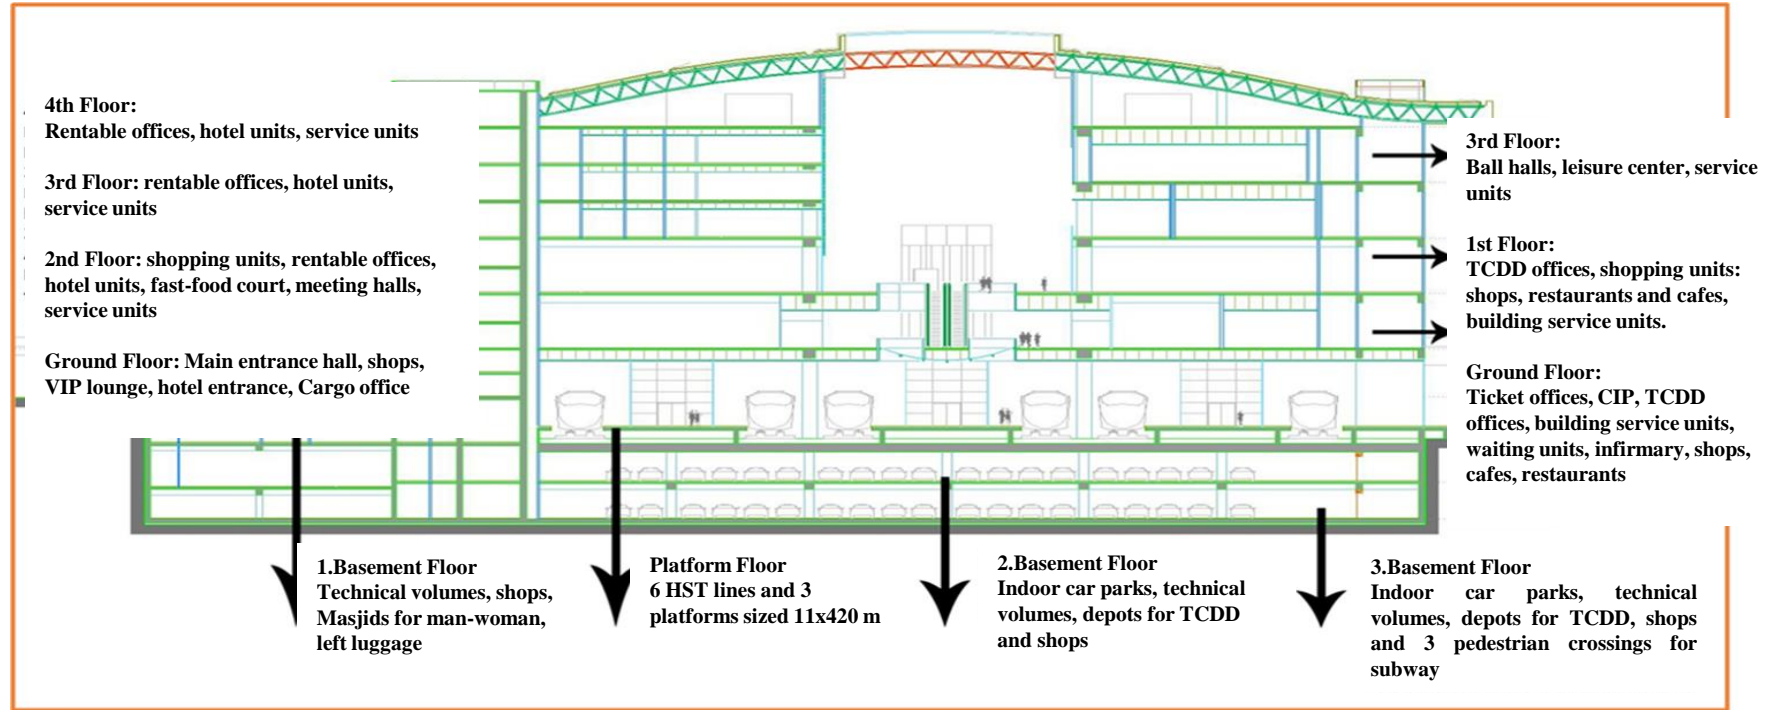 4th Floor:
Rentable offices, hotel units, service units
3rd Floor: rentable offices, hotel units,
service units
2nd Floor: shopping units, rentable offices,
hotel units, fast-food court, meeting halls,
service units
Ground Floor: Main entrance hall, shops,
VIP lounge, hotel entrance, Cargo office
3rd Floor:
Ball halls, leisure center, service
units
1st Floor:
TCDD offices, shopping units:
shops, restaurants and cafes,
building service units.
Ground Floor:
Ticket offices, CIP, TCDD
offices, building service units,
waiting units, infirmary, shops,
cafes, restaurants
1.Basement Floor
Technical volumes, shops,
Masjids for man-woman,
left luggage
Platform Floor
6 HST lines and 3
platforms sized 11x420 m
2.Basement Floor
Indoor car parks, technical
volumes, depots for TCDD
and shops
3.Basement Floor
Indoor car parks, technical
volumes, depots for TCDD, shops
and 3 pedestrian crossings for
subway